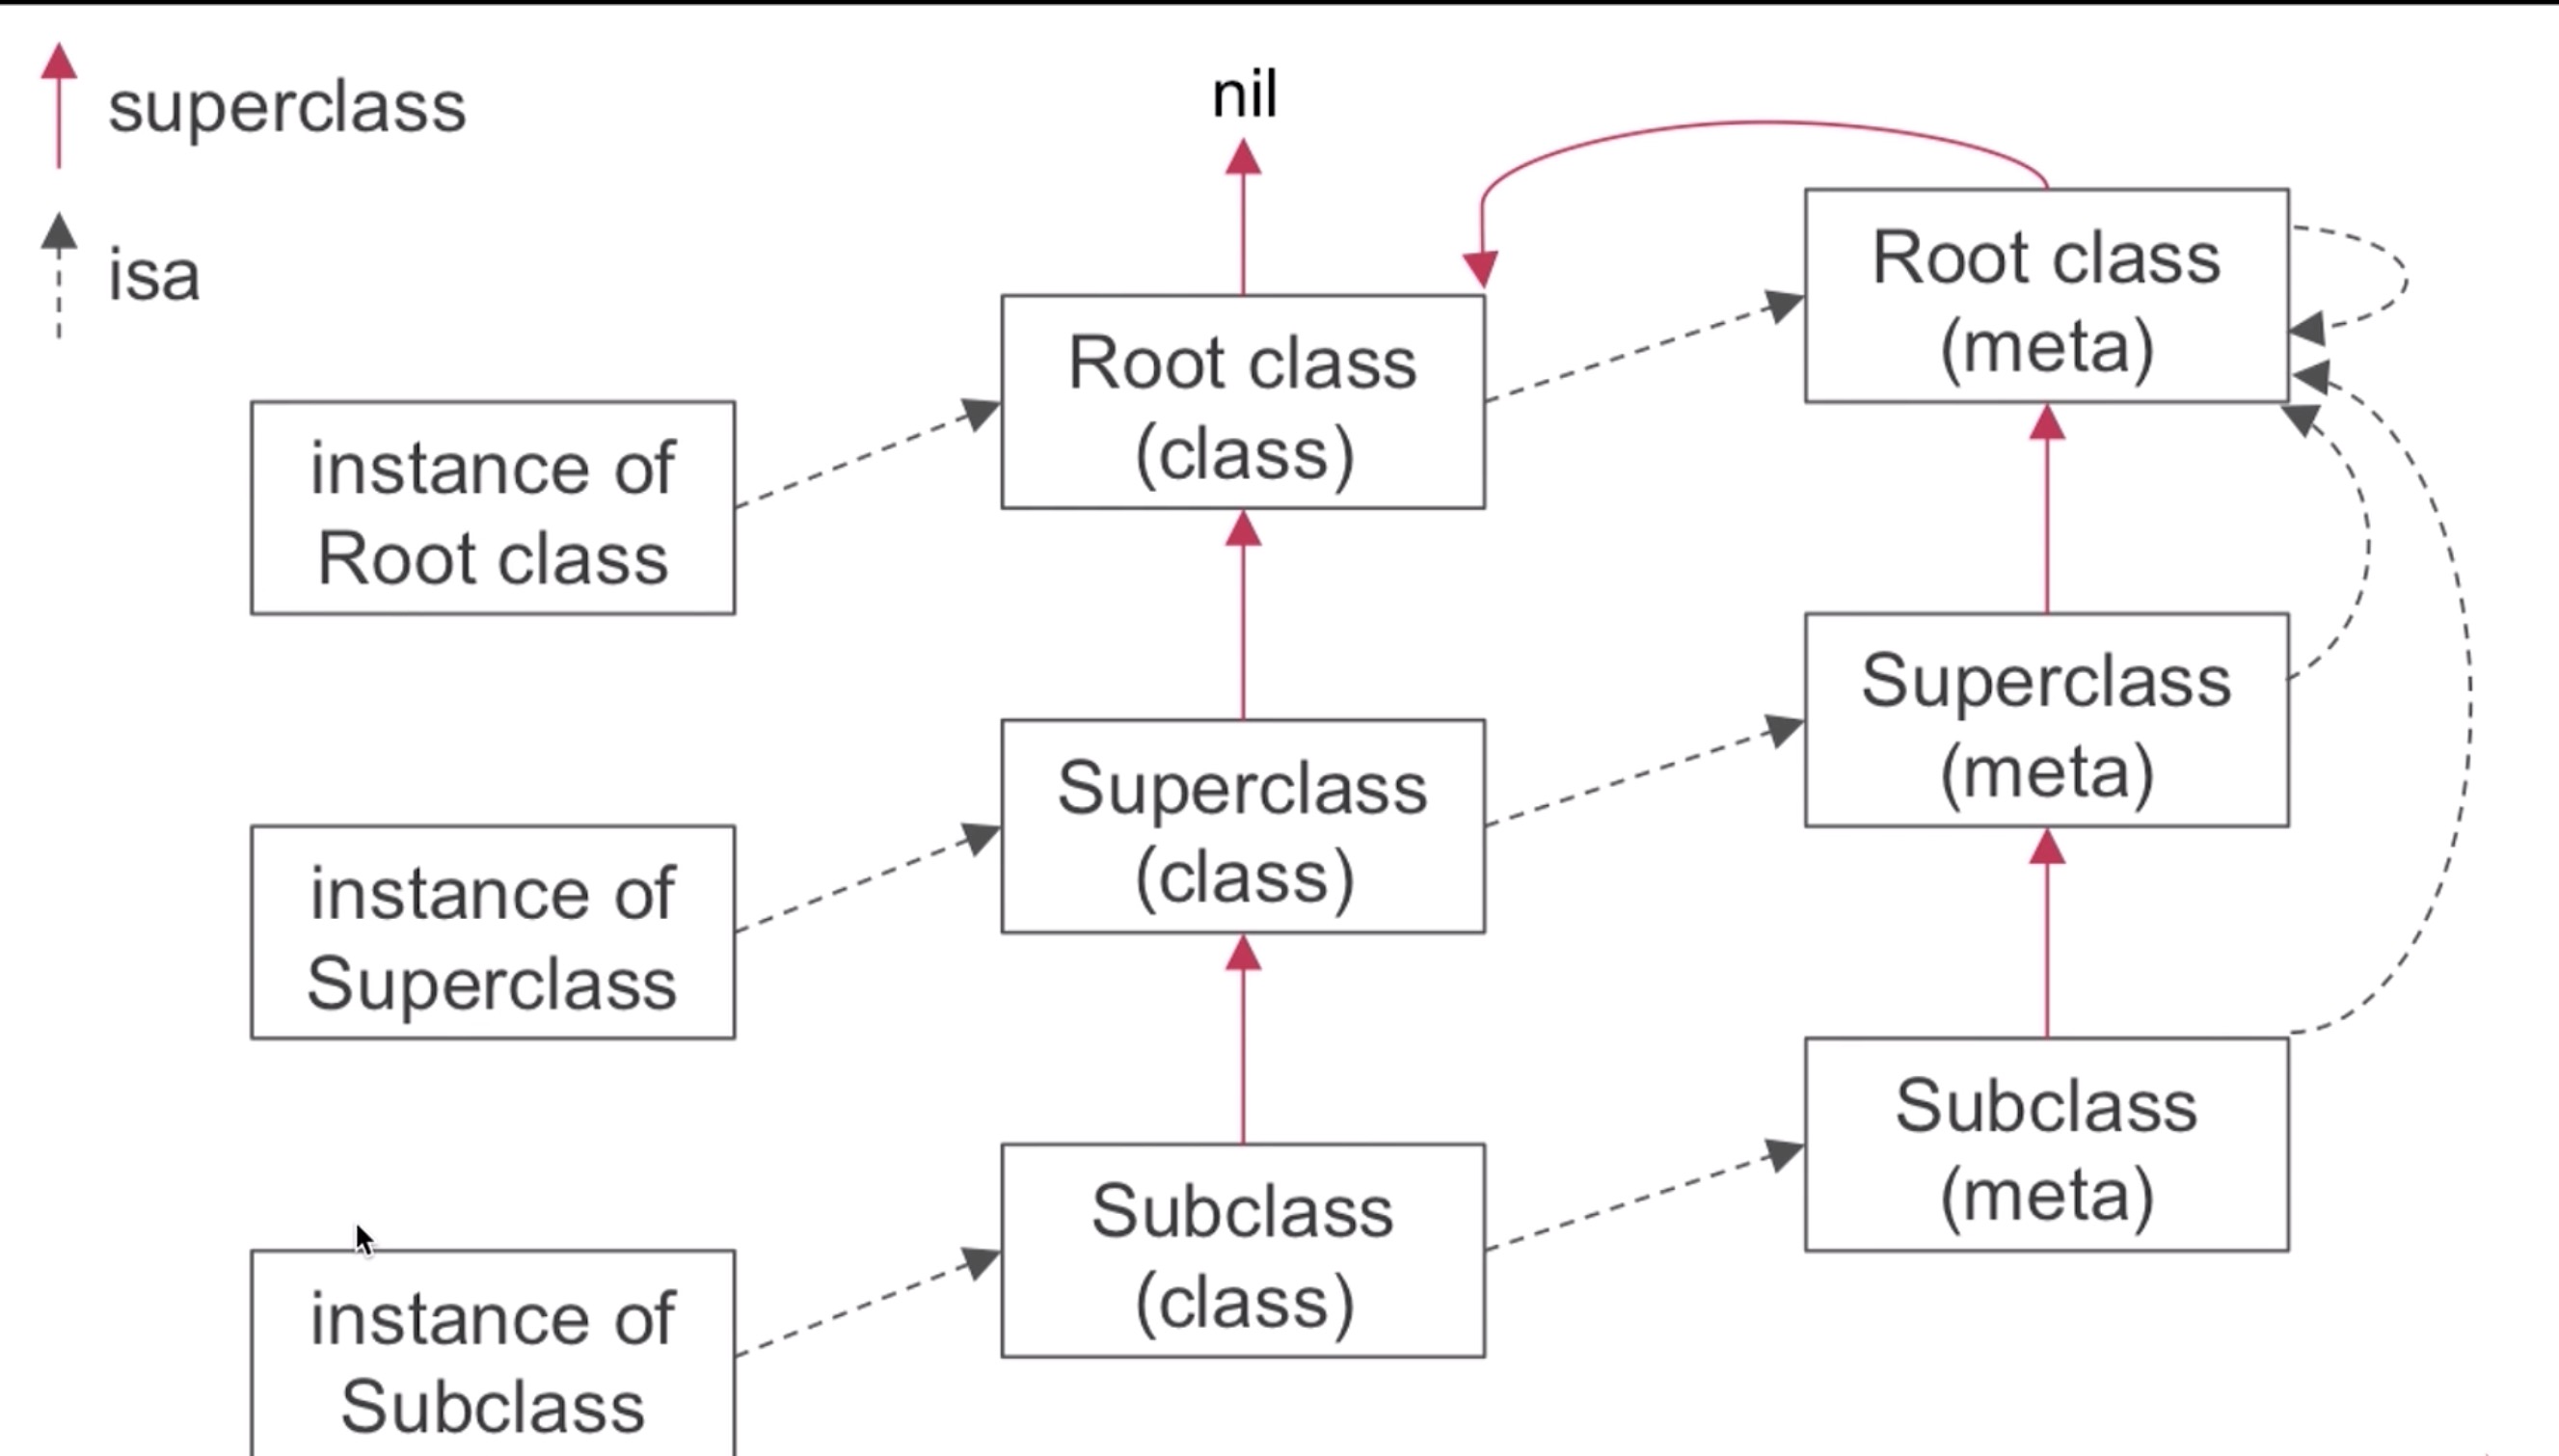 superclass
isa
nil
Root class
(meta)
Root class
(class)
instance of
Root class
Superclass
(meta)
Superclass
(class)
instance of
Superclass
Subclass
(meta)
Subclass
(class)
instance of
Subclass